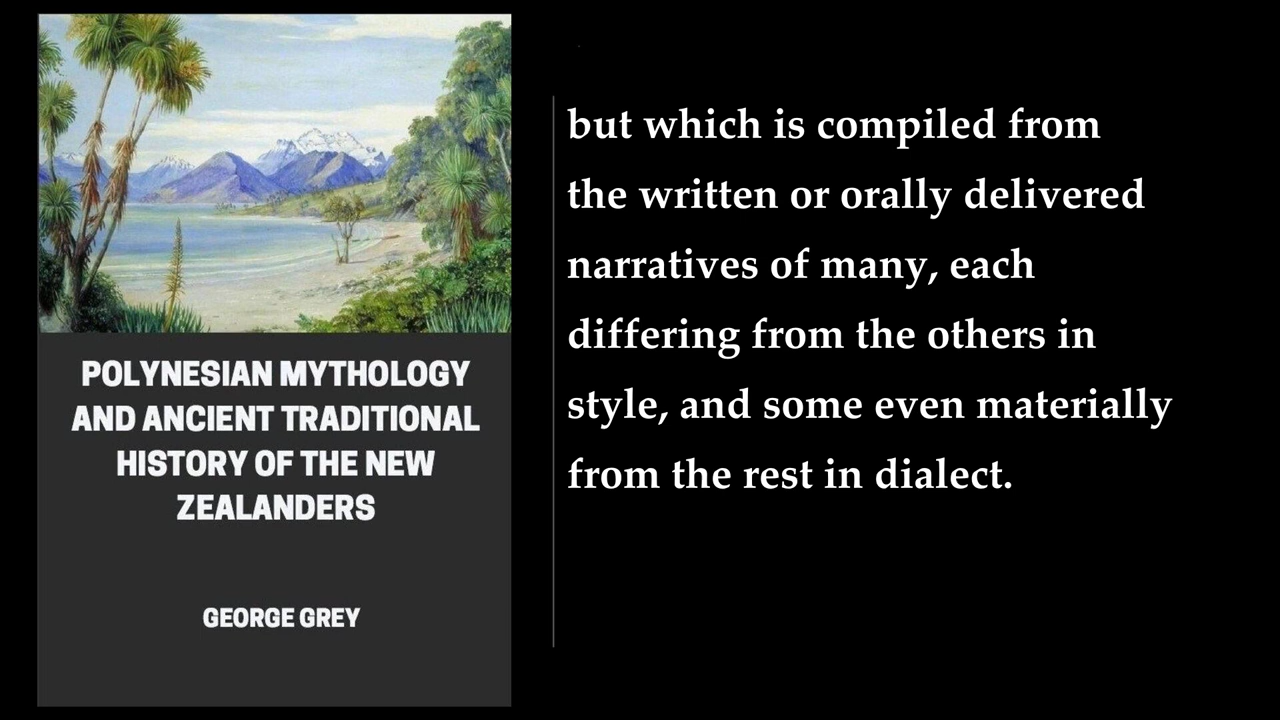 POLYNESIAN MYTHOLOGY
AND ANCIENT TRADITIONAL
HISTORY OF THE NEW
ZEALANDERS
GEORGE GREY
but which is compiled from
the written or orally delivered
narratives of many, each
differing from the others in
style, and some even materially
from the rest in dialect.